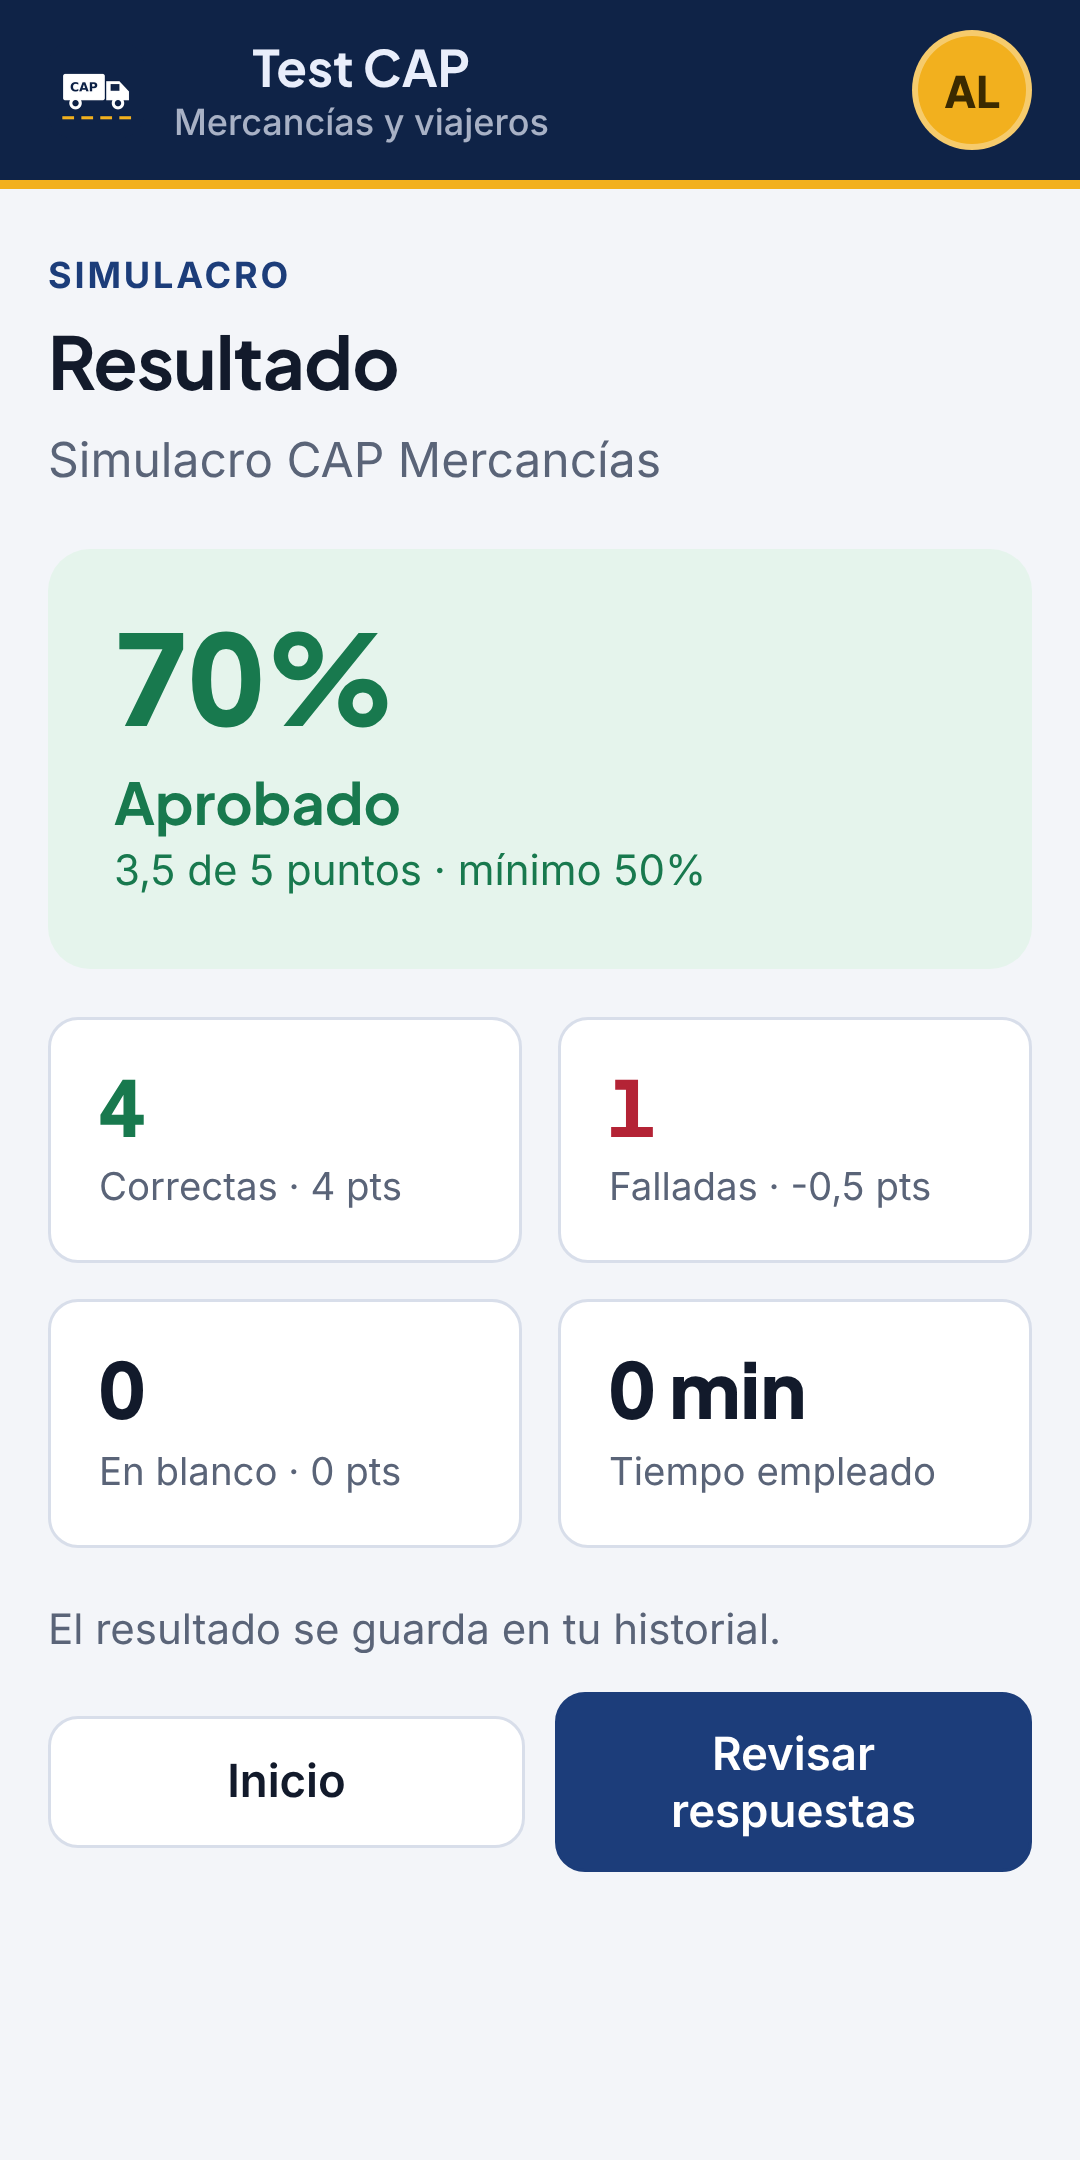 CAP
Test CAP
Mercancías y viajeros
AL
SIMULACRO
Resultado
Simulacro CAP Mercancías
70%
Aprobado
3,5 de 5 puntos · mínimo 50%
4
Correctas · 4 pts
1
Falladas · -0,5 pts
0
En blanco · 0 pts
0 min
Tiempo empleado
El resultado se guarda en tu historial.
Inicio
Revisar
respuestas